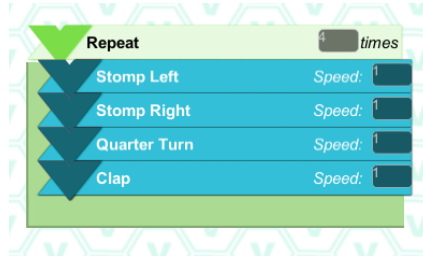 Repeat 4 times
Stomp Left Speed: 1
Stomp Right Speed: 1
Quarter Turn Speed: 1
Clap Speed: 1